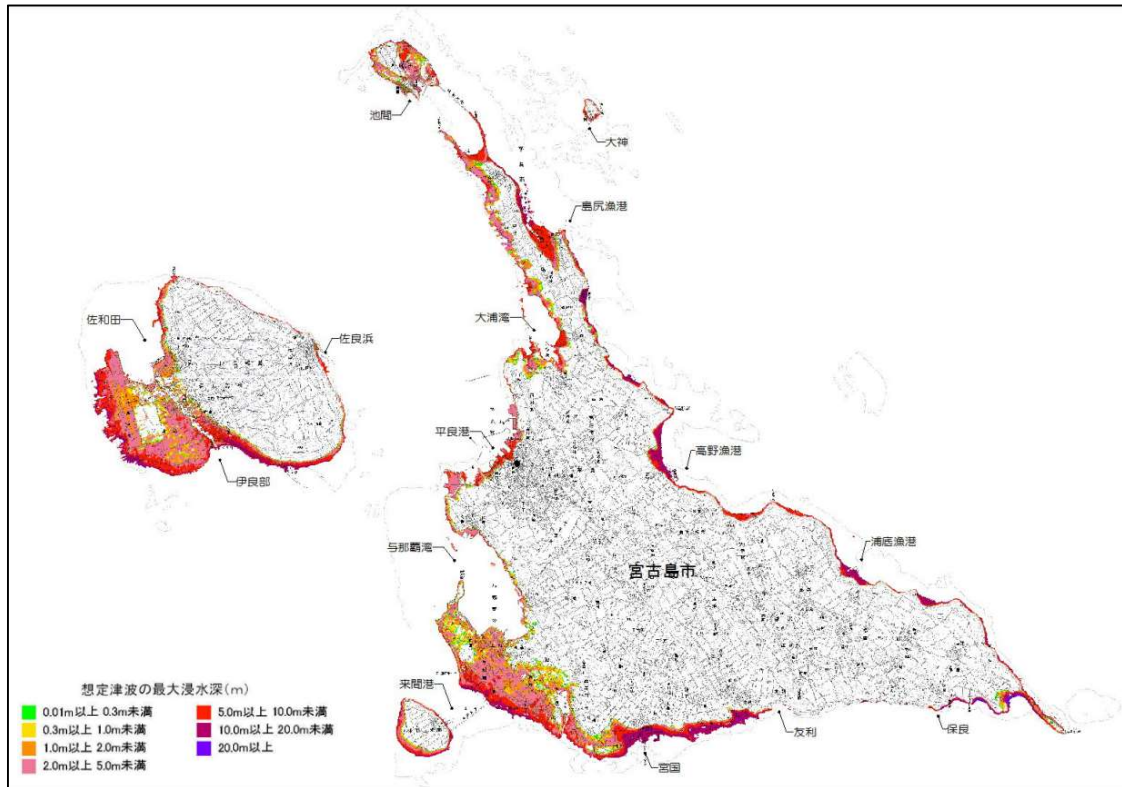 池間
大神
島尻漁港
大浦湾
佐和田
佐良浜
平良港
高野漁港
伊良部
与那覇湾
浦底漁港
宮古島市
来間港
友利
保良
宮国
想定津波の最大浸水深(m)
0.01m以上 0.3m未満
0.3m以上 1.0m未満
1.0m以上 2.0m未満
2.0m以上 5.0m未満
5.0m以上 10.0m未満
10.0m以上 20.0m未満
20.0m以上